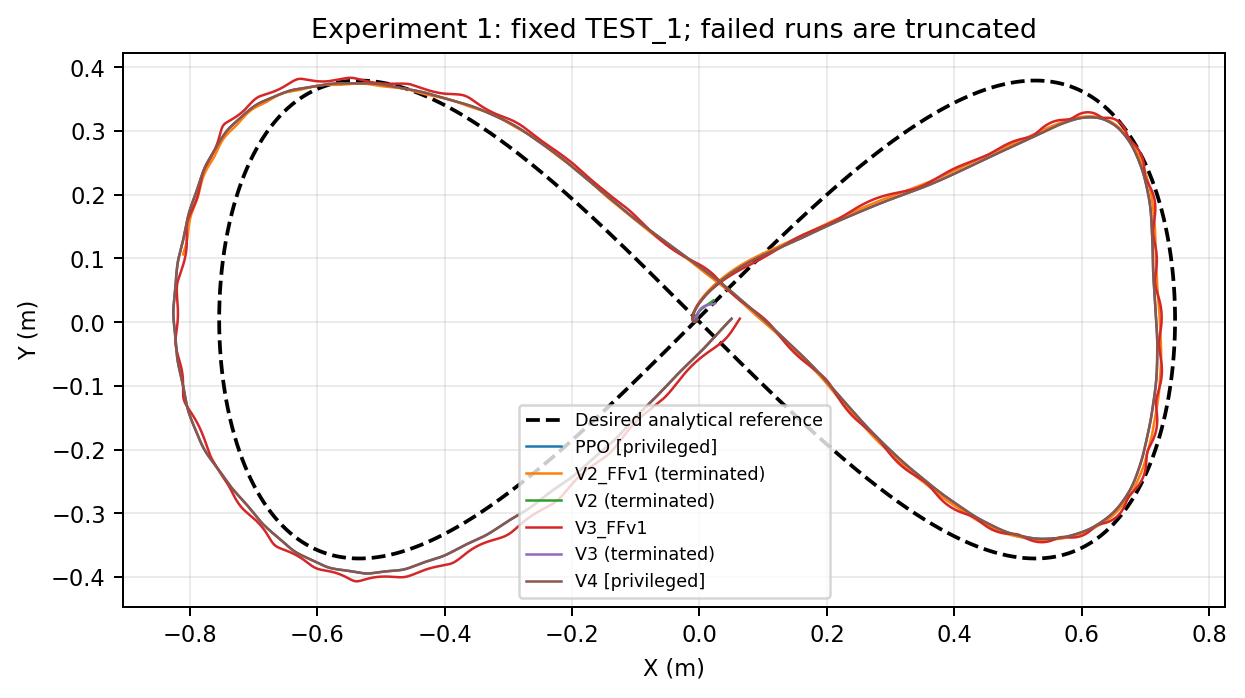 Experiment 1: fixed TEST_1; failed runs are truncated
0.4
0.3
0.2
0.1
0.0
−0.1
−0.2
−0.3
−0.4
Y (m)
Desired analytical reference
PPO [privileged]
V2_FFv1 (terminated)
V2 (terminated)
V3_FFv1
V3 (terminated)
V4 [privileged]
−0.8 −0.6 −0.4 −0.2 0.0 0.2 0.4 0.6 0.8
X (m)